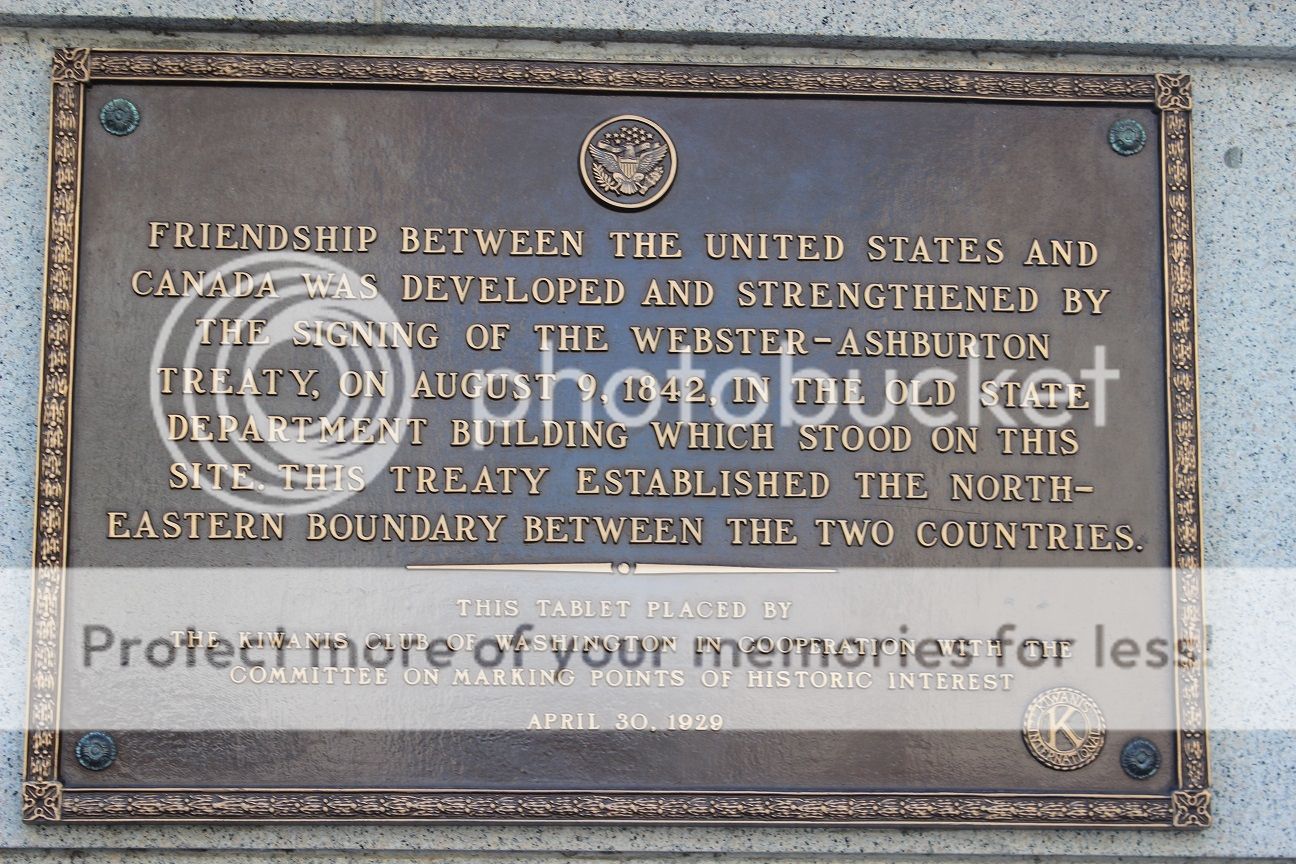 FRIENDSHIP BETWEEN THE UNITED STATES AND
CANADA WAS DEVELOPED AND STRENGTHENED BY
THE SIGNING OF THE WEBSTER-ASHBURTON
TREATY, ON AUGUST 9, 1842, IN THE OLD STATE
DEPARTMENT BUILDING WHICH STOOD ON THIS
SITE. THIS TREATY ESTABLISHED THE NORTH-
EASTERN BOUNDARY BETWEEN THE TWO COUNTRIES.
photobucket
THIS TABLET PLACED BY
THE KIWANIS CLUB OF WASHINGTON IN COOPERATION WITH THE
Protect more of your memories for less!
COMMITTEE ON MARKING POINTS OF HISTORIC INTEREST
APRIL 30, 1929
KIWANIS
K
INTERNATIONAL